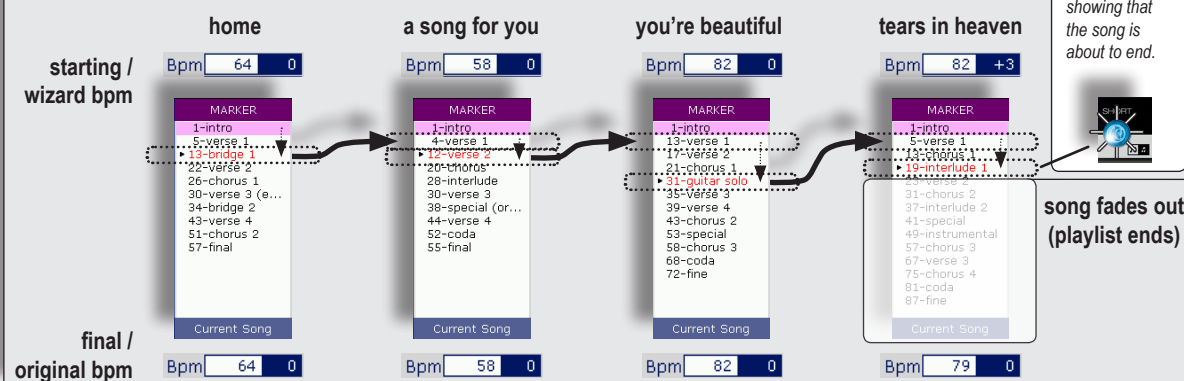 showing that
the song is
about to end.
SHORT
home
a song for you
you're beautiful
tears in heaven
starting /
wizard bpm
Bpm 64 0
Bpm 58 0
Bpm 82 0
Bpm 82 +3
MARKER
1-intro
5-verse 1
13-bridge 1
22-verse 2
26-chorus 1
30-verse 3 (e...
34-bridge 2
43-verse 4
51-chorus 2
57-final
Current Song
MARKER
1-intro
4-verse 1
12-verse 2
20-chorus
28-interlude
30-verse 3
38-special (or...
44-verse 4
52-coda
55-final
Current Song
MARKER
1-intro
13-verse 1
17-verse 2
21-chorus 1
31-guitar solo
35-verse 3
39-verse 4
43-chorus 2
53-special
58-chorus 3
68-coda
72-fine
Current Song
MARKER
1-intro
5-verse 1
13-chorus 1
19-interlude 1
23-verse 2
31-chorus 2
37-interlude 2
41-special
49-instrumental
57-chorus 3
67-verse 3
75-chorus 4
81-coda
87-fine
Current Song
song fades out
(playlist ends)
final /
original bpm
Bpm 64 0
Bpm 58 0
Bpm 82 0
Bpm 79 0